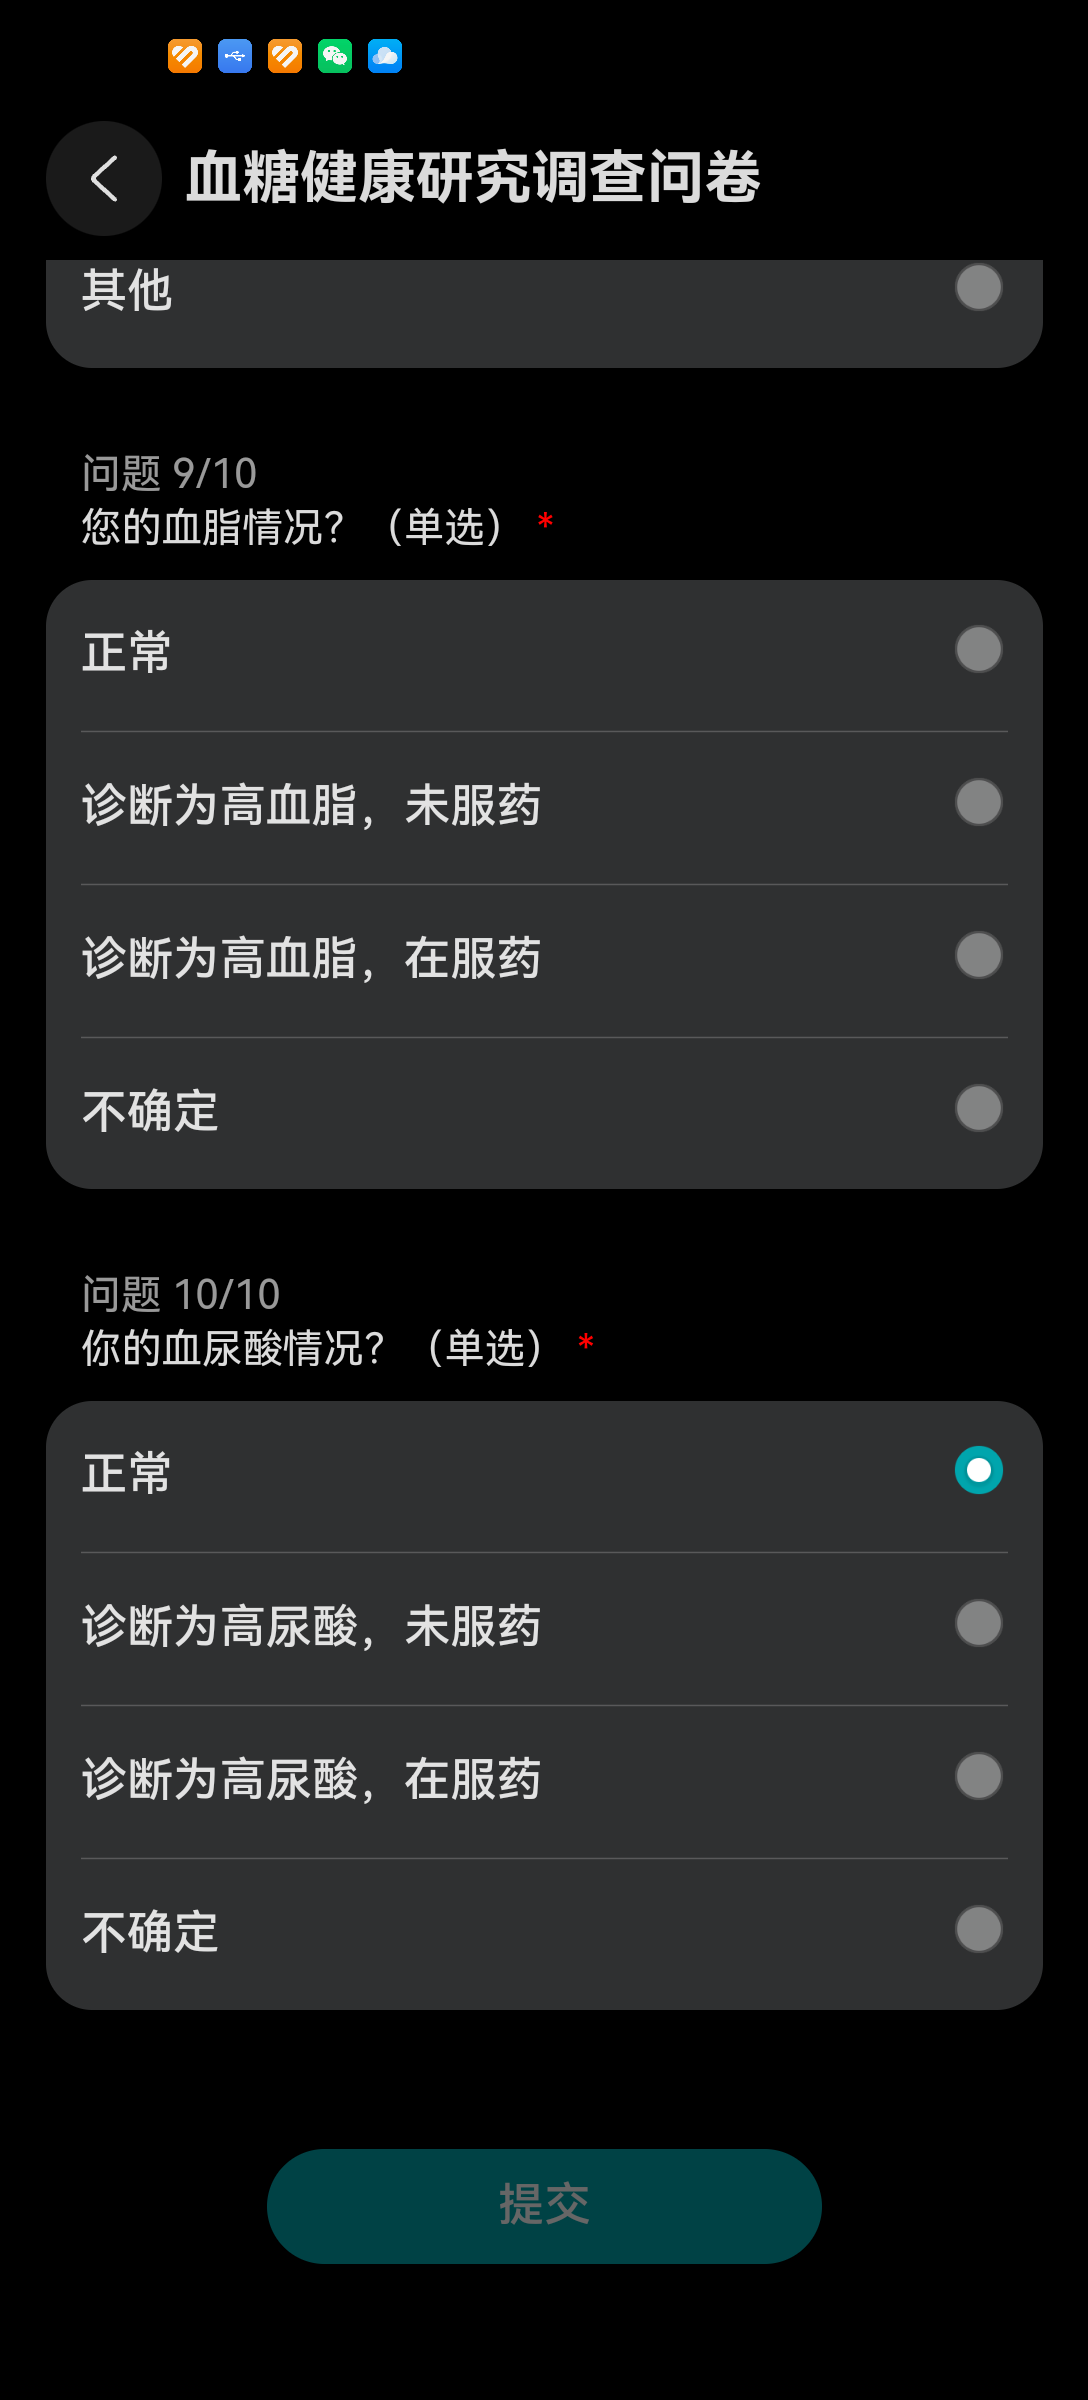 血糖健康研究调查问卷
其他
问题 9/10
您的血脂情况？（单选） *
正常
诊断为高血脂，未服药
诊断为高血脂，在服药
不确定
问题 10/10
你的血尿酸情况？（单选） *
正常
诊断为高尿酸，未服药
诊断为高尿酸，在服药
不确定
提交